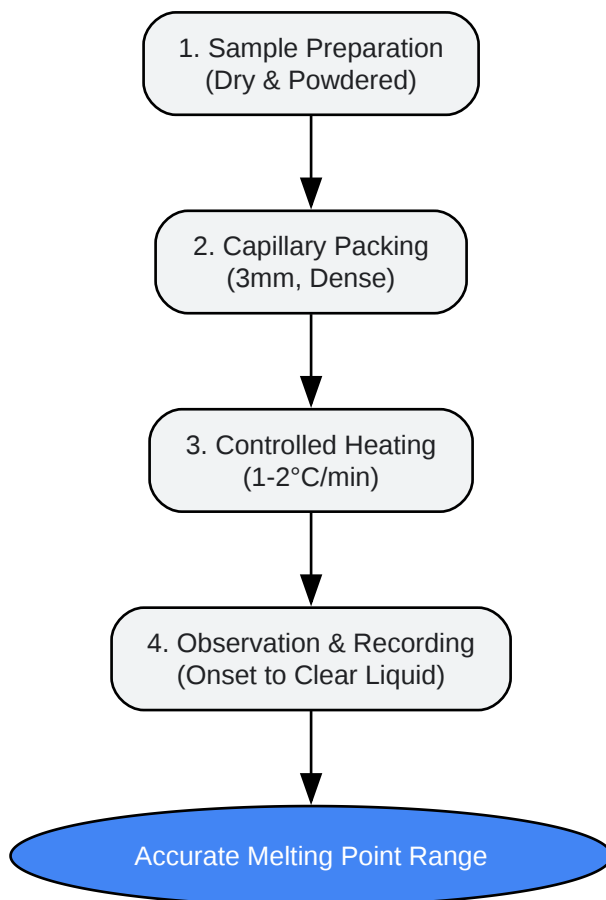 1. Sample Preparation
(Dry & Powdered)
2. Capillary Packing
(3mm, Dense)
3. Controlled Heating
(1-2°C/min)
4. Observation & Recording
(Onset to Clear Liquid)
Accurate Melting Point Range